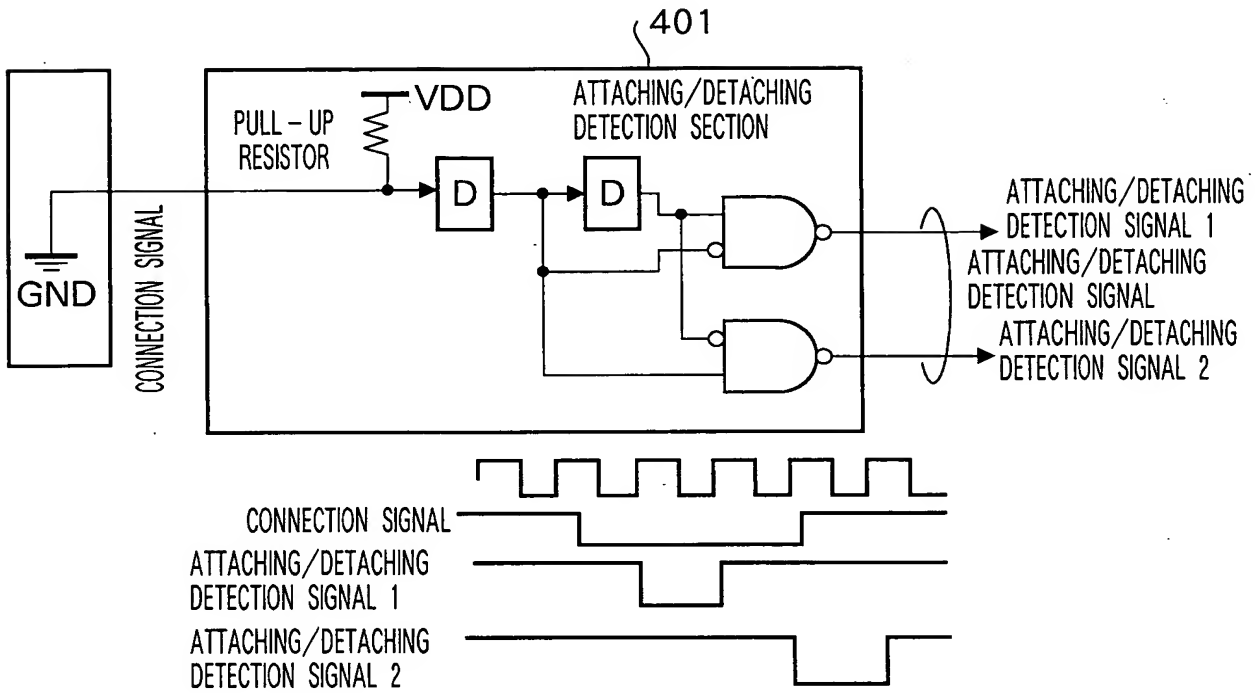 401
VDD
ATTACHING/DETACHING
DETECTION SECTION
PULL-UP
RESISTOR
D
D
GND
CONNECTION SIGNAL
ATTACHING/DETACHING
DETECTION SIGNAL 1
ATTACHING/DETACHING
DETECTION SIGNAL
ATTACHING/DETACHING
DETECTION SIGNAL 2
CONNECTION SIGNAL
ATTACHING/DETACHING
DETECTION SIGNAL 1
ATTACHING/DETACHING
DETECTION SIGNAL 2